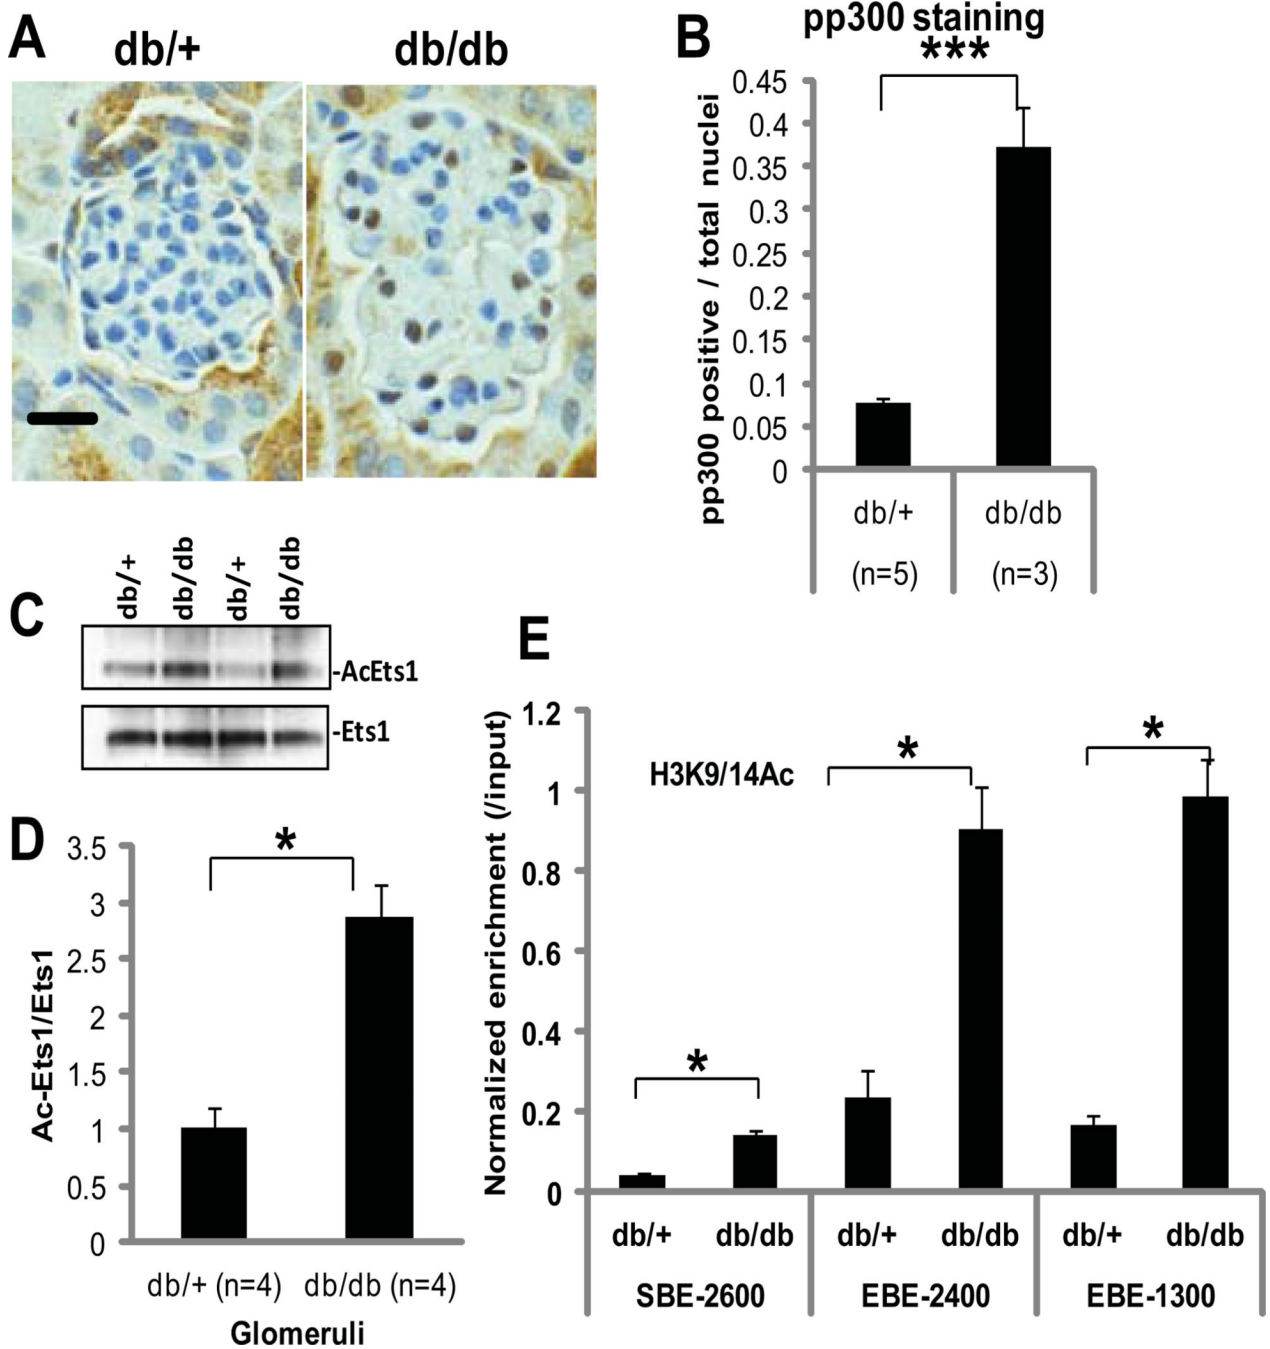 A
db/+
db/db
B
pp300 staining
***
pp300 positive / total nuclei
0.45
0.4
0.35
0.3
0.25
0.2
0.15
0.1
0.05
0
db/+
db/db
(n=5)
(n=3)
C
db/+
db/db
db/+
db/db
-AcEts1
-Ets1
D
*
Ac-Ets1/Ets1
3.5
3
2.5
2
1.5
1
0.5
0
db/+ (n=4)
db/db (n=4)
Glomeruli
E
H3K9/14Ac
Normalized enrichment (/input)
1.2
1
0.8
0.6
0.4
0.2
0
*
*
*
db/+
db/db
db/+
db/db
db/+
db/db
SBE-2600
EBE-2400
EBE-1300